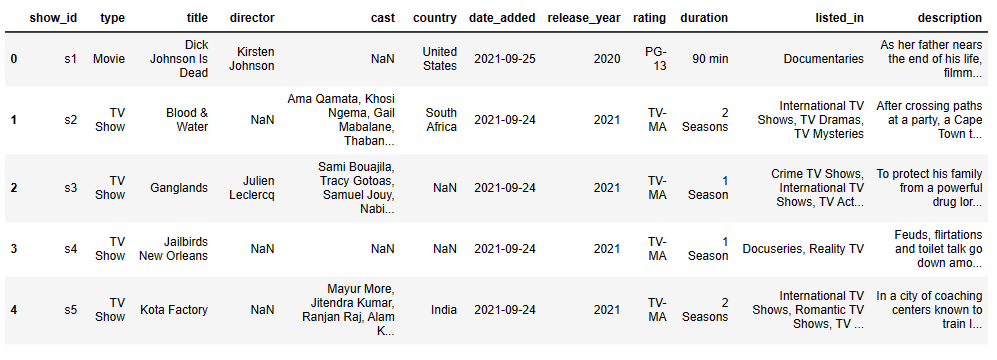 show_id type title director cast country date_added release_year rating duration listed_in description
0 s1 Movie Dick Johnson Is Dead Kirsten Johnson NaN United States 2021-09-25 2020 PG-13 90 min Documentaries As her father nears the end of his life, filmm...
1 s2 TV Show Blood & Water NaN Ama Qamata, Khosi Ngema, Gail Mabalane, Thaban... South Africa 2021-09-24 2021 TV-MA 2 Seasons International TV Shows, TV Dramas, TV Mysteries After crossing paths at a party, a Cape Town t...
2 s3 TV Show Ganglands Julien Leclercq Sami Bouajila, Tracy Gotoas, Samuel Jouy, Nabi... NaN 2021-09-24 2021 TV-MA 1 Season Crime TV Shows, International TV Shows, TV Act... To protect his family from a powerful drug lor...
3 s4 TV Show Jailbirds New Orleans NaN NaN NaN 2021-09-24 2021 TV-MA 1 Season Docuseries, Reality TV Feuds, flirtations and toilet talk go down amo...
4 s5 TV Show Kota Factory NaN Mayur More, Jitendra Kumar, Ranjan Raj, Alam K... India 2021-09-24 2021 TV-MA 2 Seasons International TV Shows, Romantic TV Shows, TV ... In a city of coaching centers known to train I...